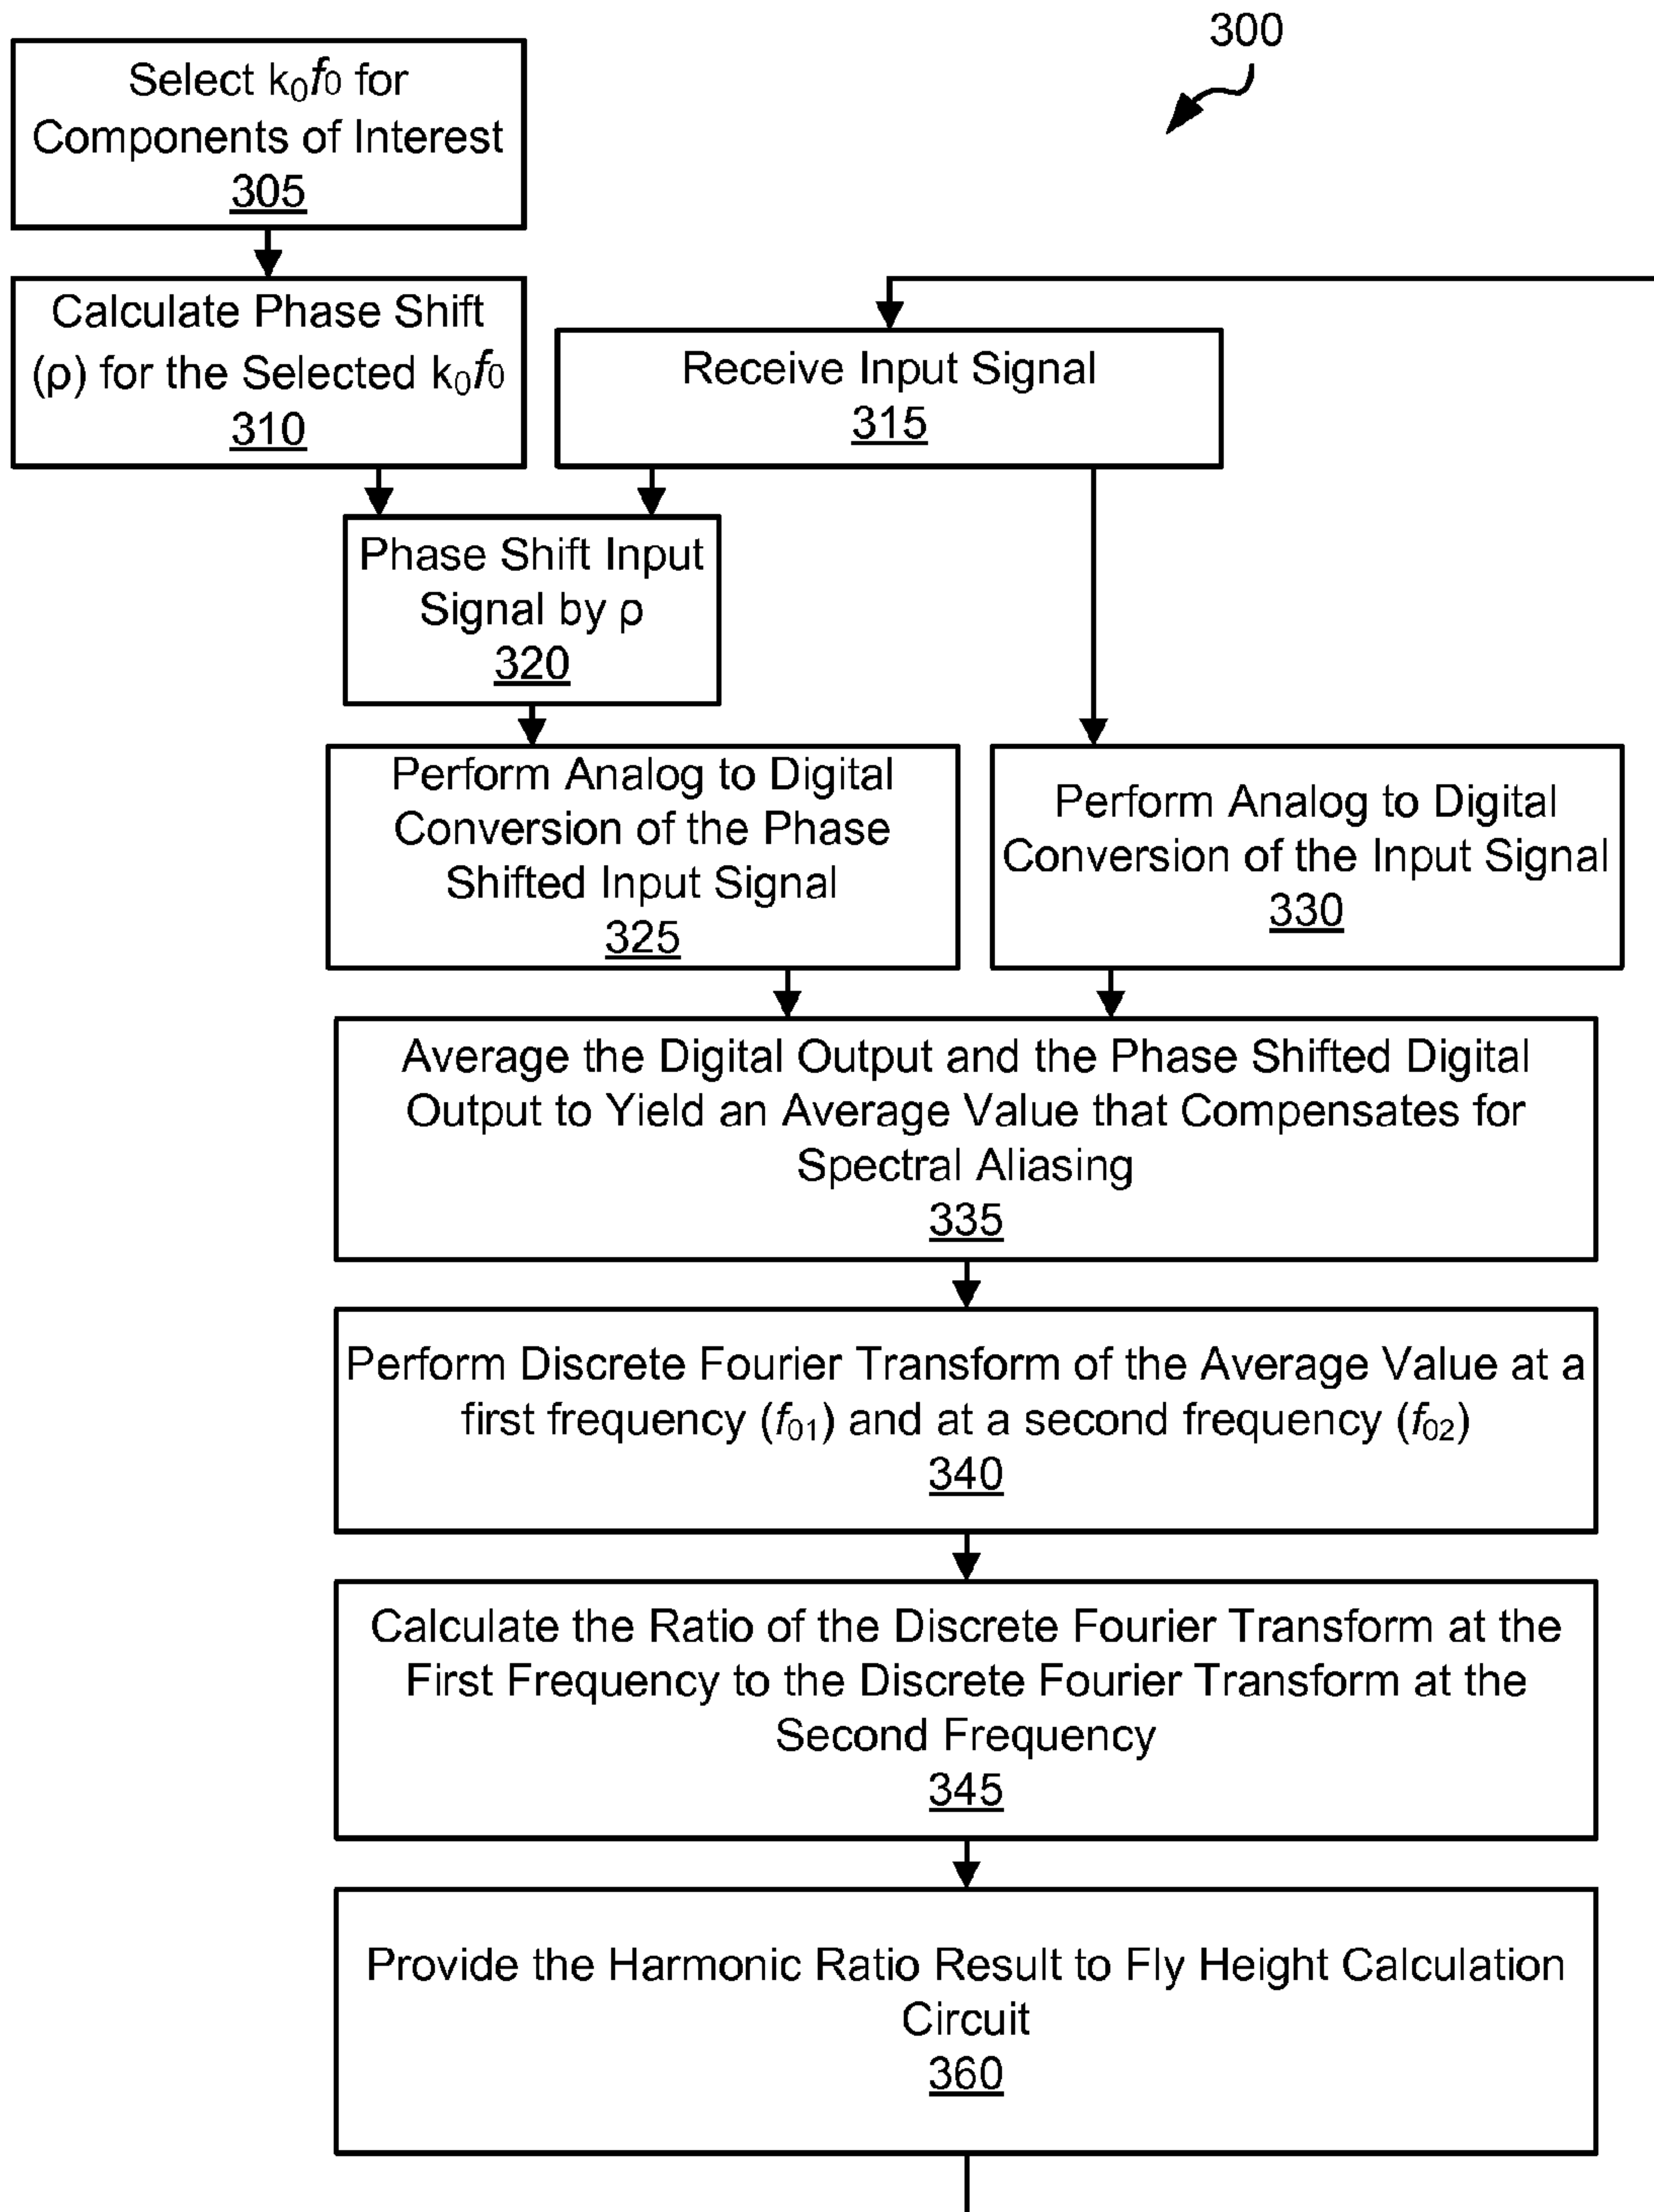 300
Select k₀f₀ for
Components of Interest
305
Calculate Phase Shift
(ρ) for the Selected k₀f₀
310
Receive Input Signal
315
Phase Shift Input
Signal by ρ
320
Perform Analog to Digital
Conversion of the Phase
Shifted Input Signal
325
Perform Analog to Digital
Conversion of the Input Signal
330
Average the Digital Output and the Phase Shifted Digital
Output to Yield an Average Value that Compensates for
Spectral Aliasing
335
Perform Discrete Fourier Transform of the Average Value at a
first frequency (f₀₁) and at a second frequency (f₀₂)
340
Calculate the Ratio of the Discrete Fourier Transform at the
First Frequency to the Discrete Fourier Transform at the
Second Frequency
345
Provide the Harmonic Ratio Result to Fly Height Calculation
Circuit
360